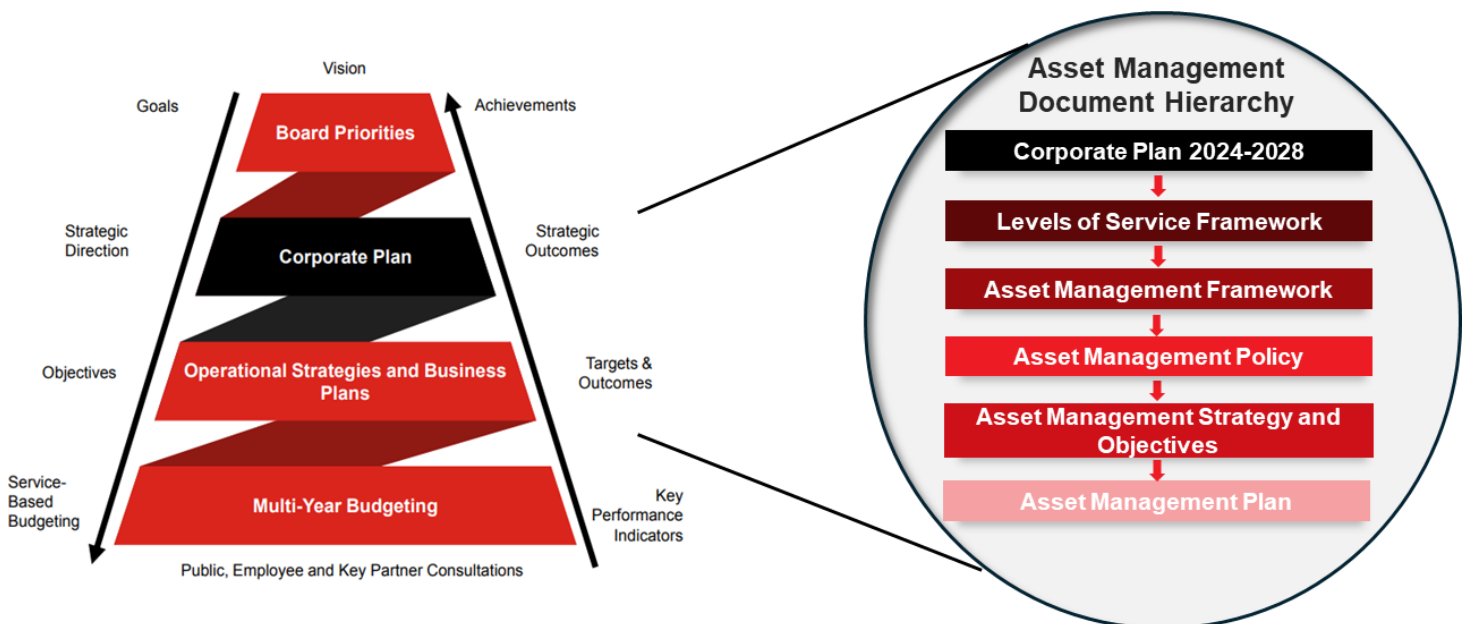 Vision
Goals
Achievements
Board Priorities
Strategic
Direction
Corporate Plan
Strategic
Outcomes
Objectives
Operational Strategies and Business
Plans
Targets &
Outcomes
Service-
Based
Budgeting
Multi-Year Budgeting
Key
Performance
Indicators
Public, Employee and Key Partner Consultations
Asset Management
Document Hierarchy
Corporate Plan 2024-2028
Levels of Service Framework
Asset Management Framework
Asset Management Policy
Asset Management Strategy and
Objectives
Asset Management Plan